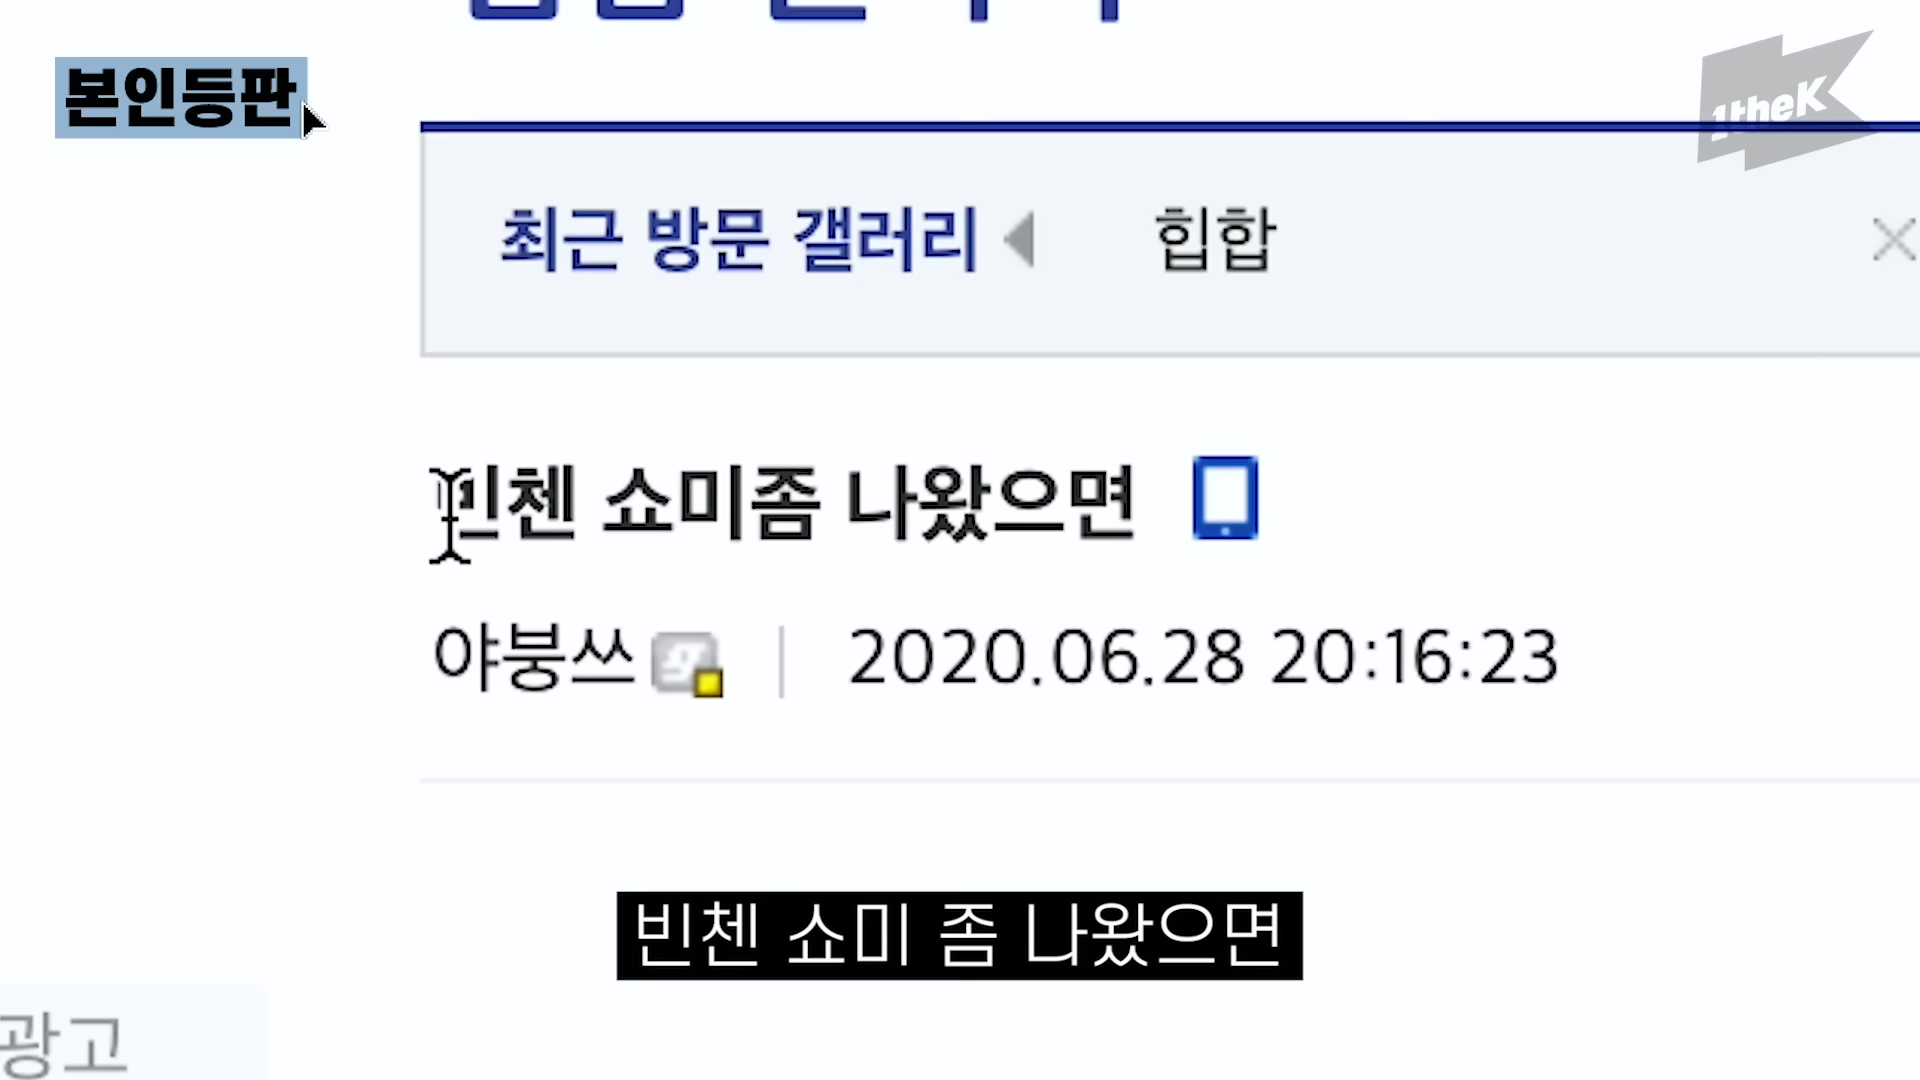 본인등판
1theK
최근 방문 갤러리 힙합
빈첸 쇼미좀 나왔으면
야붕쓰 2020.06.28 20:16:23
빈첸 쇼미 좀 나왔으면
광고